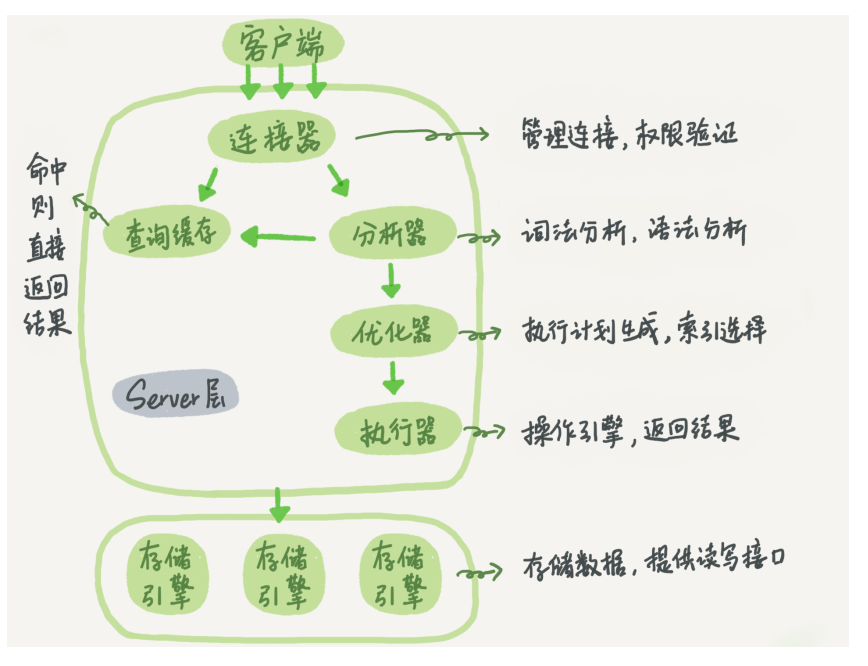 客户端
连接器
管理连接，权限验证
命中
则
直接
返回
结果
查询缓存
分析器
词法分析，语法分析
优化器
执行计划生成，索引选择
Server层
执行器
操作引擎，返回结果
存储
引擎
存储
引擎
存储
引擎
存储数据，提供读写接口